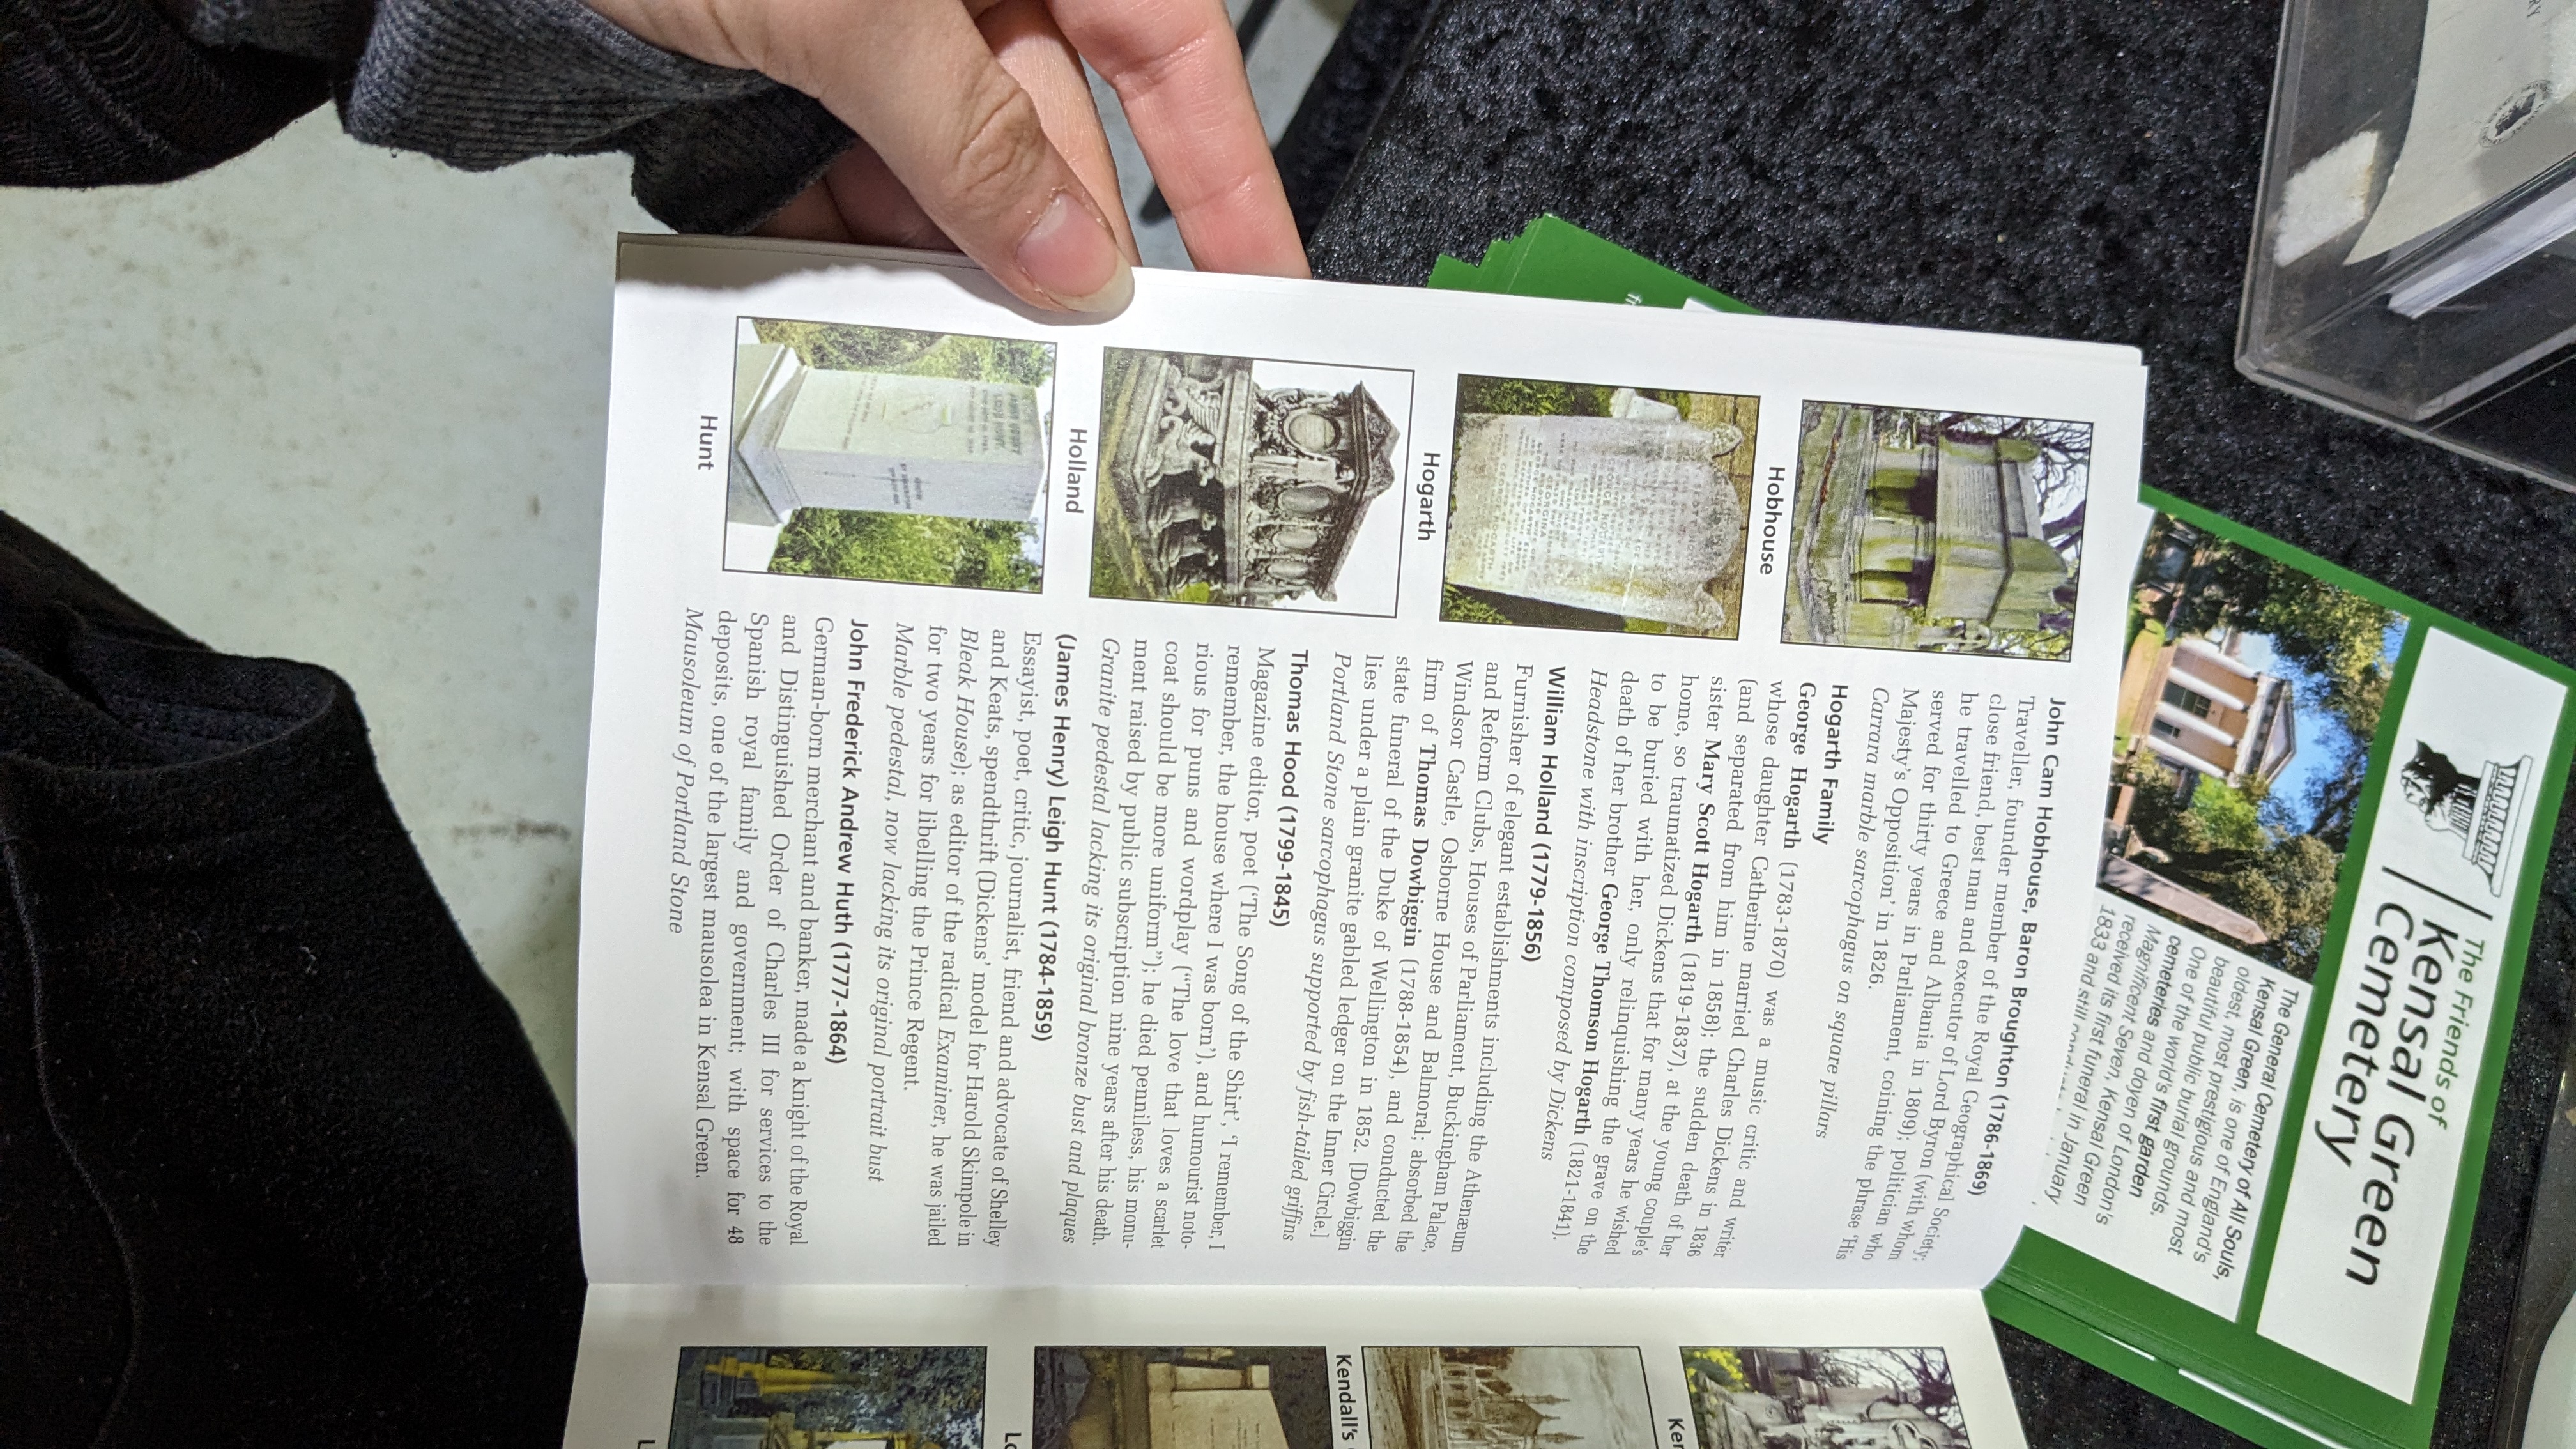 John Cam Hobhouse, Baron Broughton (1786-1869)
Traveller, founder member of the Royal Geographical Society;
close friend, best man and executor of Lord Byron (with whom
he travelled to Greece and Albania in 1809); politician who
served for thirty years in Parliament, coining the phrase ‘His
Majesty’s Opposition’ in 1826.
Carrara marble sarcophagus on square pillars
Hobhouse
Hogarth Family
George Hogarth (1783-1870) was a music critic and writer
whose daughter Catherine married Charles Dickens in 1836
(and separated from him in 1858); the sudden death of her
sister Mary Scott Hogarth (1819-1837), at the young couple’s
home, so traumatized Dickens that for many years he wished
to be buried with her, only relinquishing the grave on the
death of her brother George Thomson Hogarth (1821-1841).
Headstone with inscription composed by Dickens
Hogarth
William Holland (1779-1856)
Furnisher of elegant establishments including the Athenæum
and Reform Clubs, Houses of Parliament, Buckingham Palace,
Windsor Castle, Osborne House and Balmoral; absorbed the
firm of Thomas Dowbiggin (1788-1854), and conducted the
state funeral of the Duke of Wellington in 1852. [Dowbiggin
lies under a plain granite gabled ledger on the Inner Circle.]
Portland Stone sarcophagus supported by fish-tailed griffins
Holland
Thomas Hood (1799-1845)
Magazine editor, poet (‘The Song of the Shirt’, ‘I remember, I
remember, the house where I was born’), and humourist noto-
rious for puns and wordplay (“The love that loves a scarlet
coat should be more uniform”); he died penniless, his monu-
ment raised by public subscription nine years after his death.
Granite pedestal lacking its original bronze bust and plaques
(James Henry) Leigh Hunt (1784-1859)
Essayist, poet, critic, journalist, friend and advocate of Shelley
and Keats, spendthrift (Dickens’ model for Harold Skimpole in
Bleak House); as editor of the radical Examiner, he was jailed
for two years for libelling the Prince Regent.
Marble pedestal, now lacking its original portrait bust
Hunt
John Frederick Andrew Huth (1777-1864)
German-born merchant and banker, made a knight of the Royal
and Distinguished Order of Charles III for services to the
Spanish royal family and government; with space for 48
deposits, one of the largest mausolea in Kensal Green.
Mausoleum of Portland Stone
Kendall’s
The Friends of
Kensal Green
Cemetery
The General Cemetery of All Souls,
Kensal Green, is one of England’s
oldest, most prestigious and most
beautiful public burial grounds.
One of the world’s first garden
cemeteries and doyen of London’s
Magnificent Seven, Kensal Green
received its first funeral in January
1833 and still